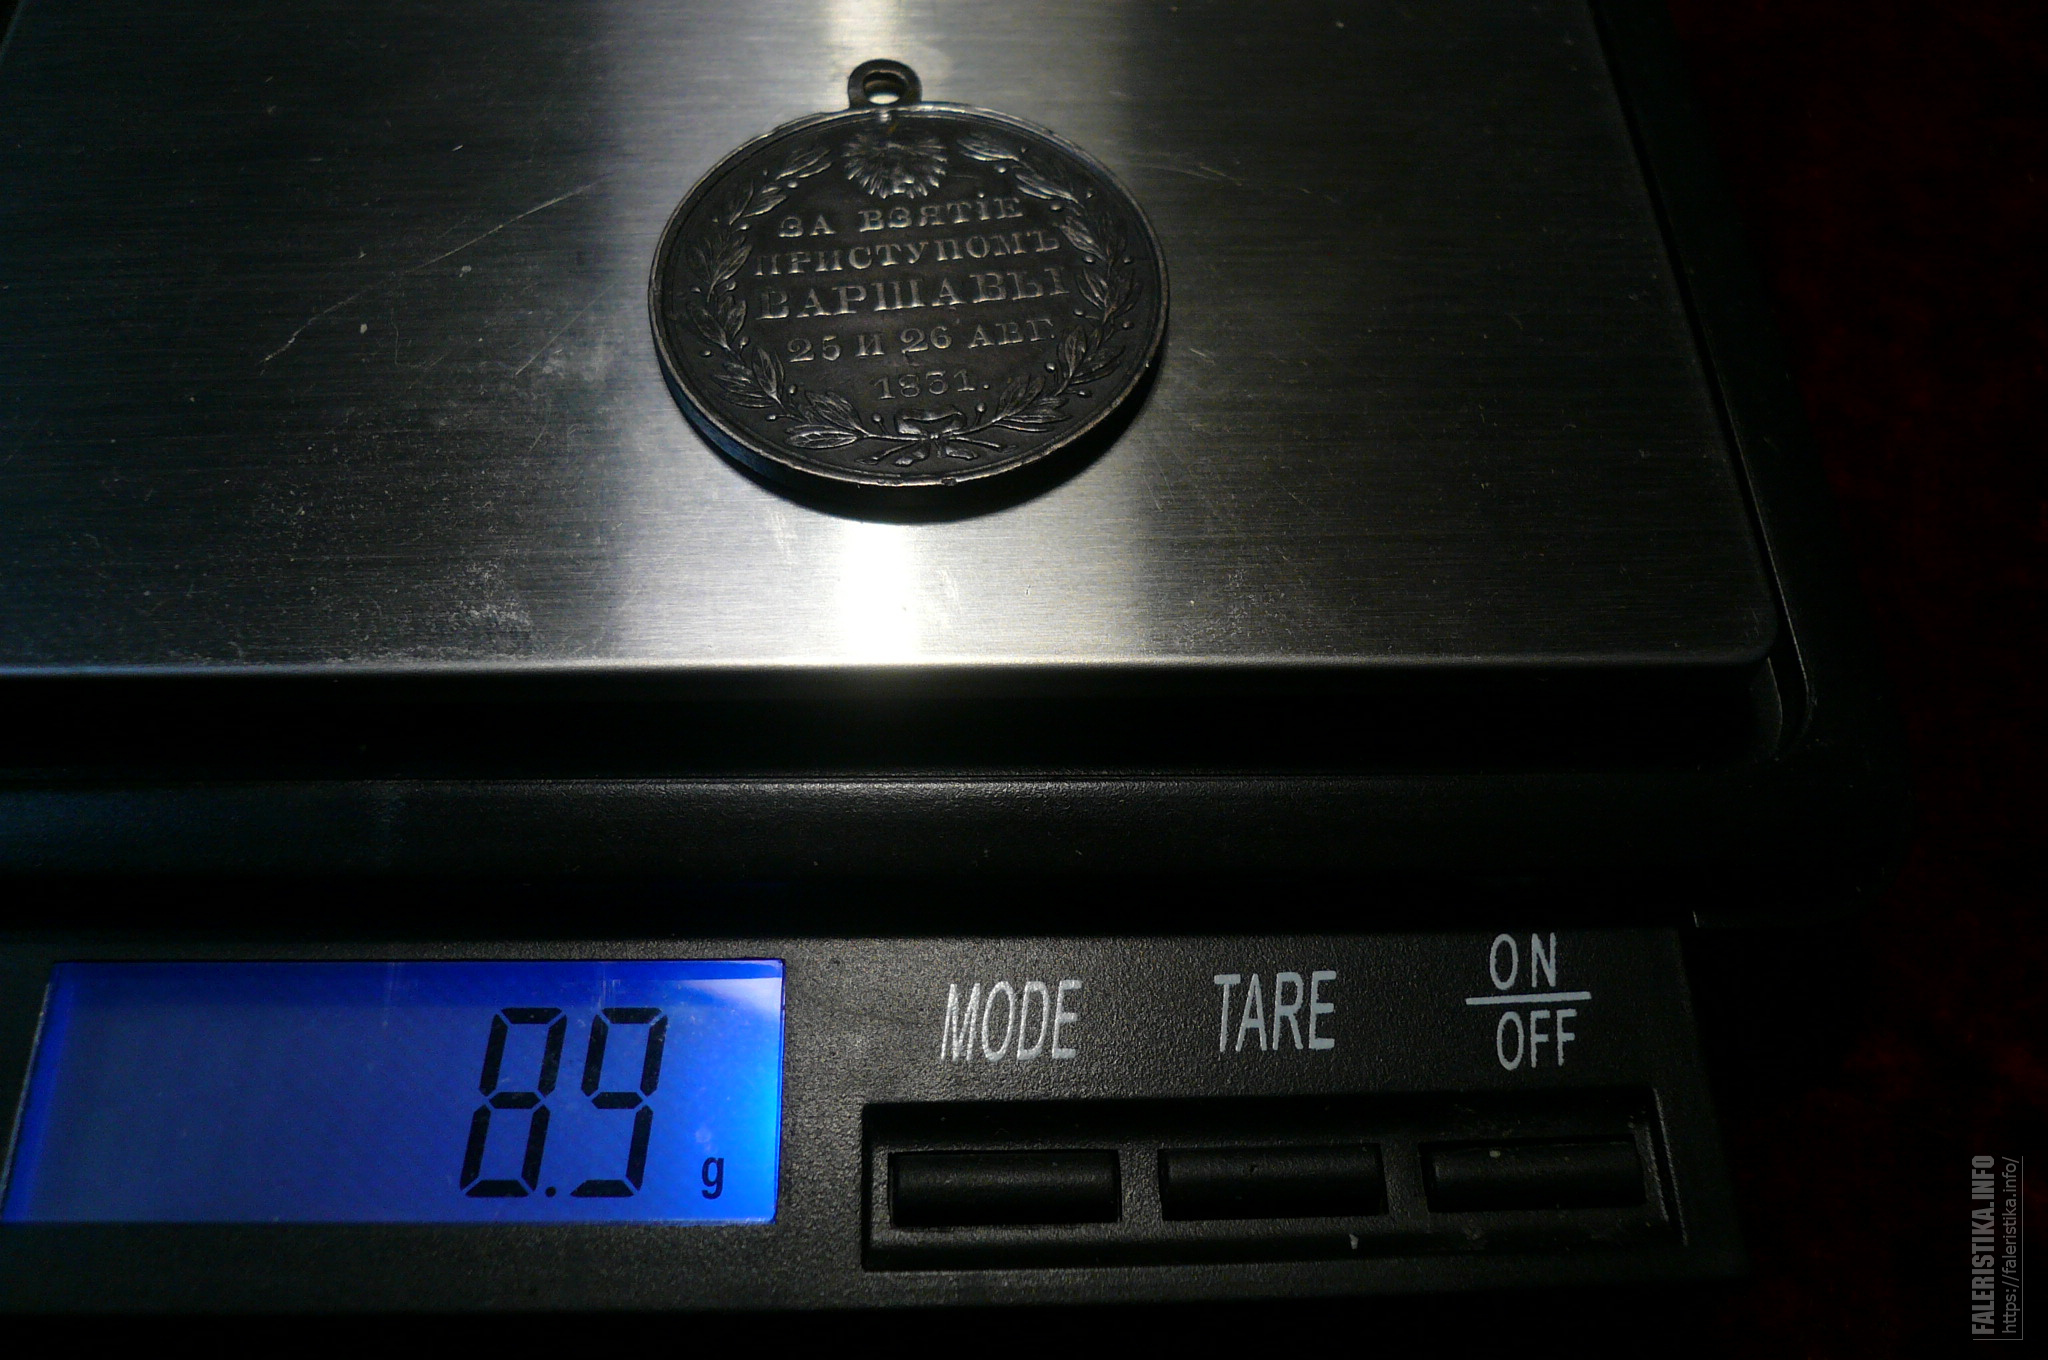 ЗА ВЗЯТІЕ
ПРИСТУПОМЪ
ВАРШАВЫ
25 И 26 АВГ.
1831.
8.9 g
MODE
TARE
ON
OFF
FALERISTIKA.INFO
https://faleristika.info/